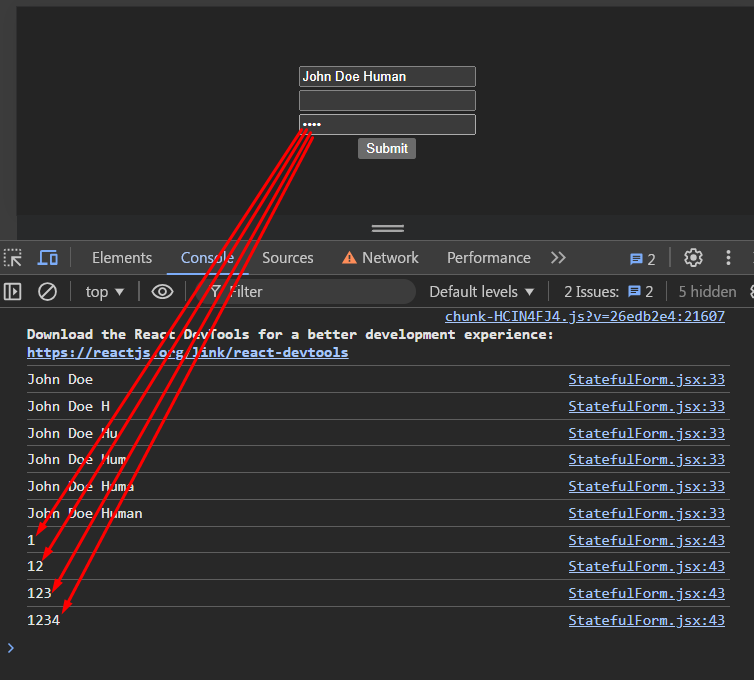 John Doe Human
••••
Submit
Elements Console Sources Network Performance 2
top Filter Default levels 2 Issues: 2 5 hidden
chunk-HCIN4FJ4.js?v=26edb2e4:21607
Download the React DevTools for a better development experience:
https://reactjs.org/link/react-devtools
John Doe StatefulForm.jsx:33
John Doe H StatefulForm.jsx:33
John Doe Hu StatefulForm.jsx:33
John Doe Hum StatefulForm.jsx:33
John Doe Huma StatefulForm.jsx:33
John Doe Human StatefulForm.jsx:33
1 StatefulForm.jsx:43
12 StatefulForm.jsx:43
123 StatefulForm.jsx:43
1234 StatefulForm.jsx:43